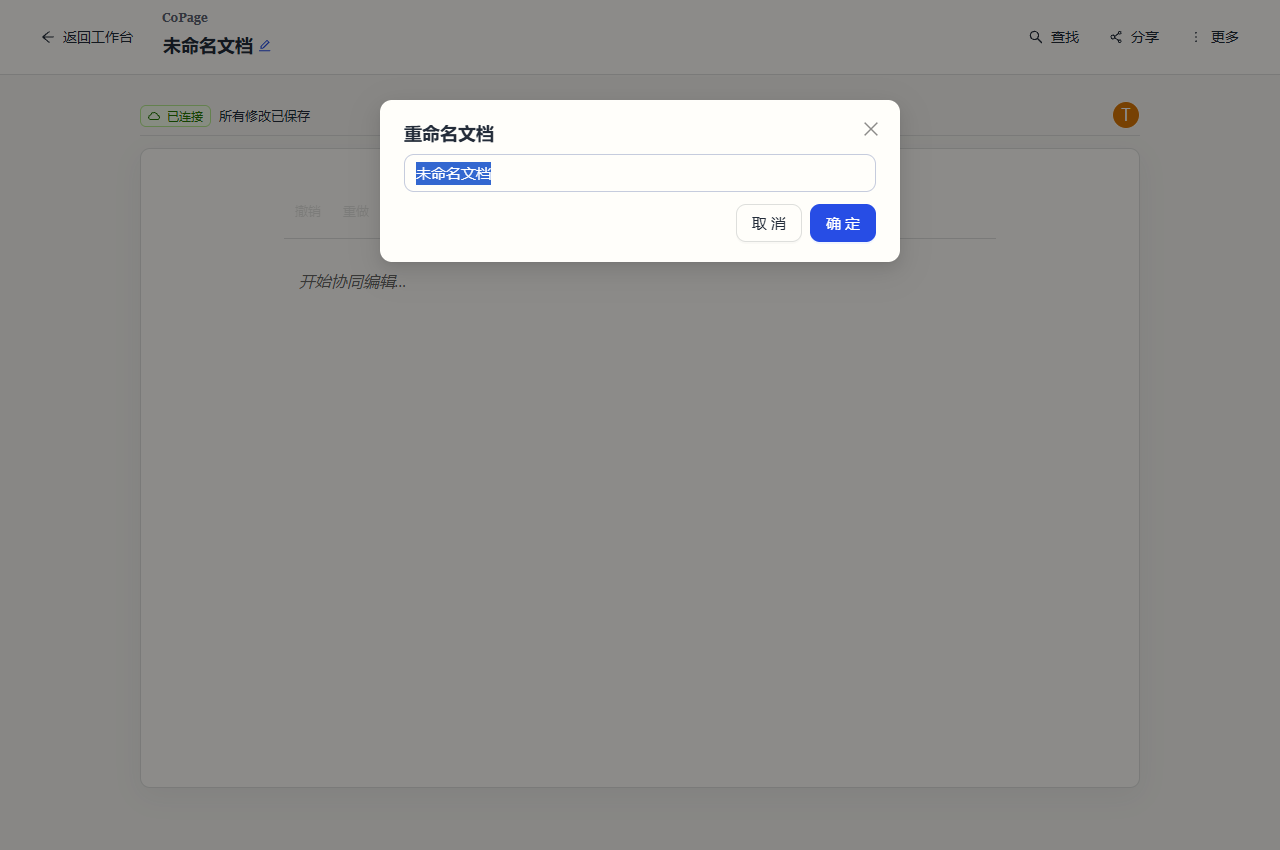 CoPage
返回工作台
未命名文档
查找
分享
更多
已连接
所有修改已保存
T
重命名文档
未命名文档
取消
确定
撤销
重做
开始协同编辑...